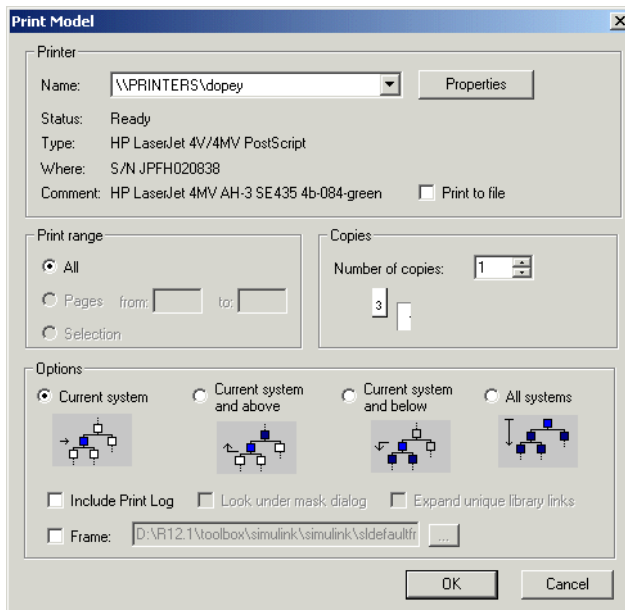 Print Model
Printer
Name: \\PRINTERS\dopey Properties
Status: Ready
Type: HP LaserJet 4V/4MV PostScript
Where: S/N JPFH020838
Comment: HP LaserJet 4MV AH-3 SE435 4b-084-green Print to file
Print range
All
Pages from: to:
Selection
Copies
Number of copies: 1
3
Options
Current system
Current system
and above
Current system
and below
All systems
Include Print Log Look under mask dialog Expand unique library links
Frame: D:\R12.1\toolbox\simulink\simulink\sldefaultfr ...
OK Cancel